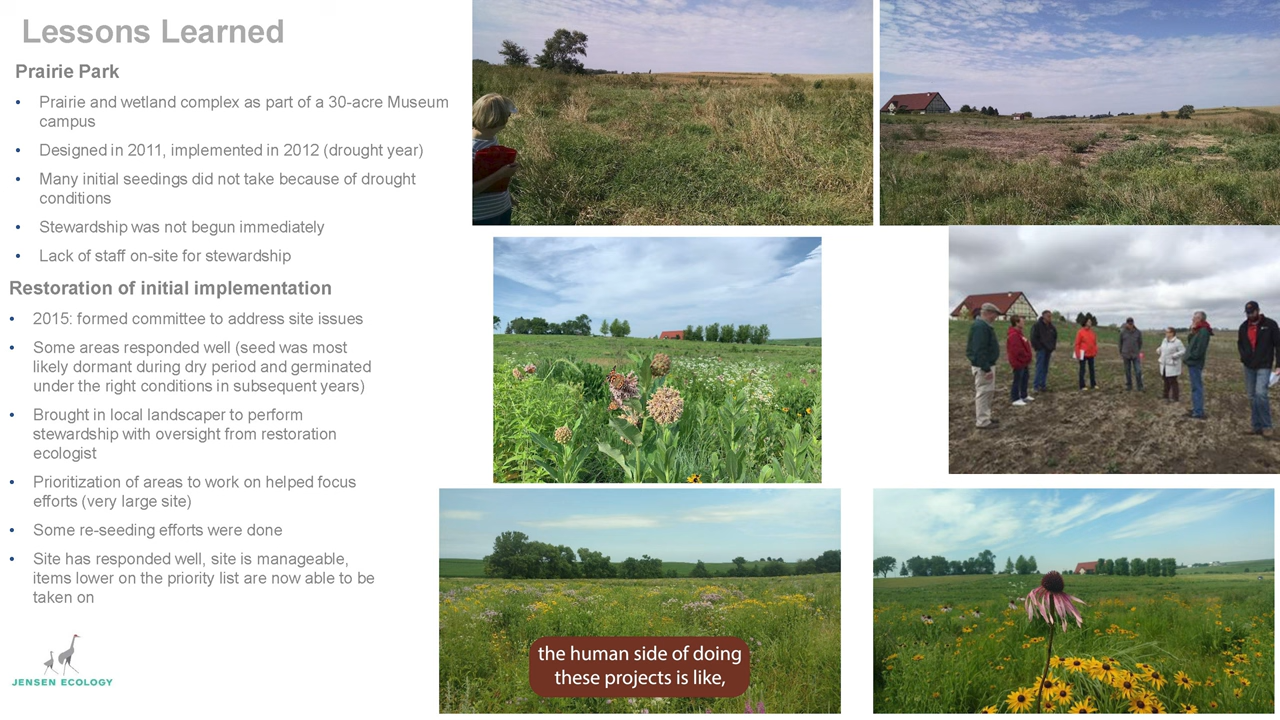 Lessons Learned
Prairie Park
• Prairie and wetland complex as part of a 30-acre Museum
campus
• Designed in 2011, implemented in 2012 (drought year)
• Many initial seedings did not take because of drought
conditions
• Stewardship was not begun immediately
• Lack of staff on-site for stewardship
Restoration of initial implementation
• 2015: formed committee to address site issues
• Some areas responded well (seed was most
likely dormant during dry period and germinated
under the right conditions in subsequent years)
• Brought in local landscaper to perform
stewardship with oversight from restoration
ecologist
• Prioritization of areas to work on helped focus
efforts (very large site)
• Some re-seeding efforts were done
• Site has responded well, site is manageable,
items lower on the priority list are now able to be
taken on
JENSEN ECOLOGY
the human side of doing
these projects is like,